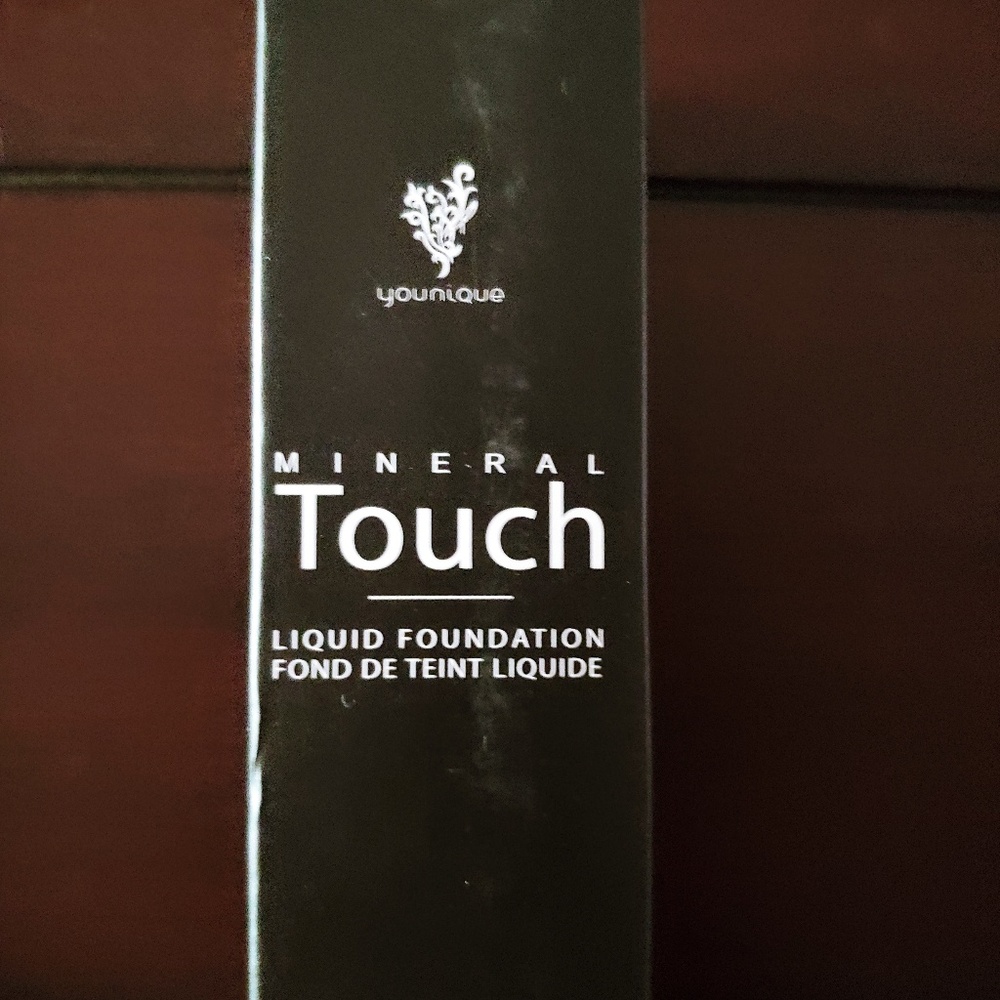 younique
MINERAL
Touch
LIQUID FOUNDATION
FOND DE TEINT LIQUIDE